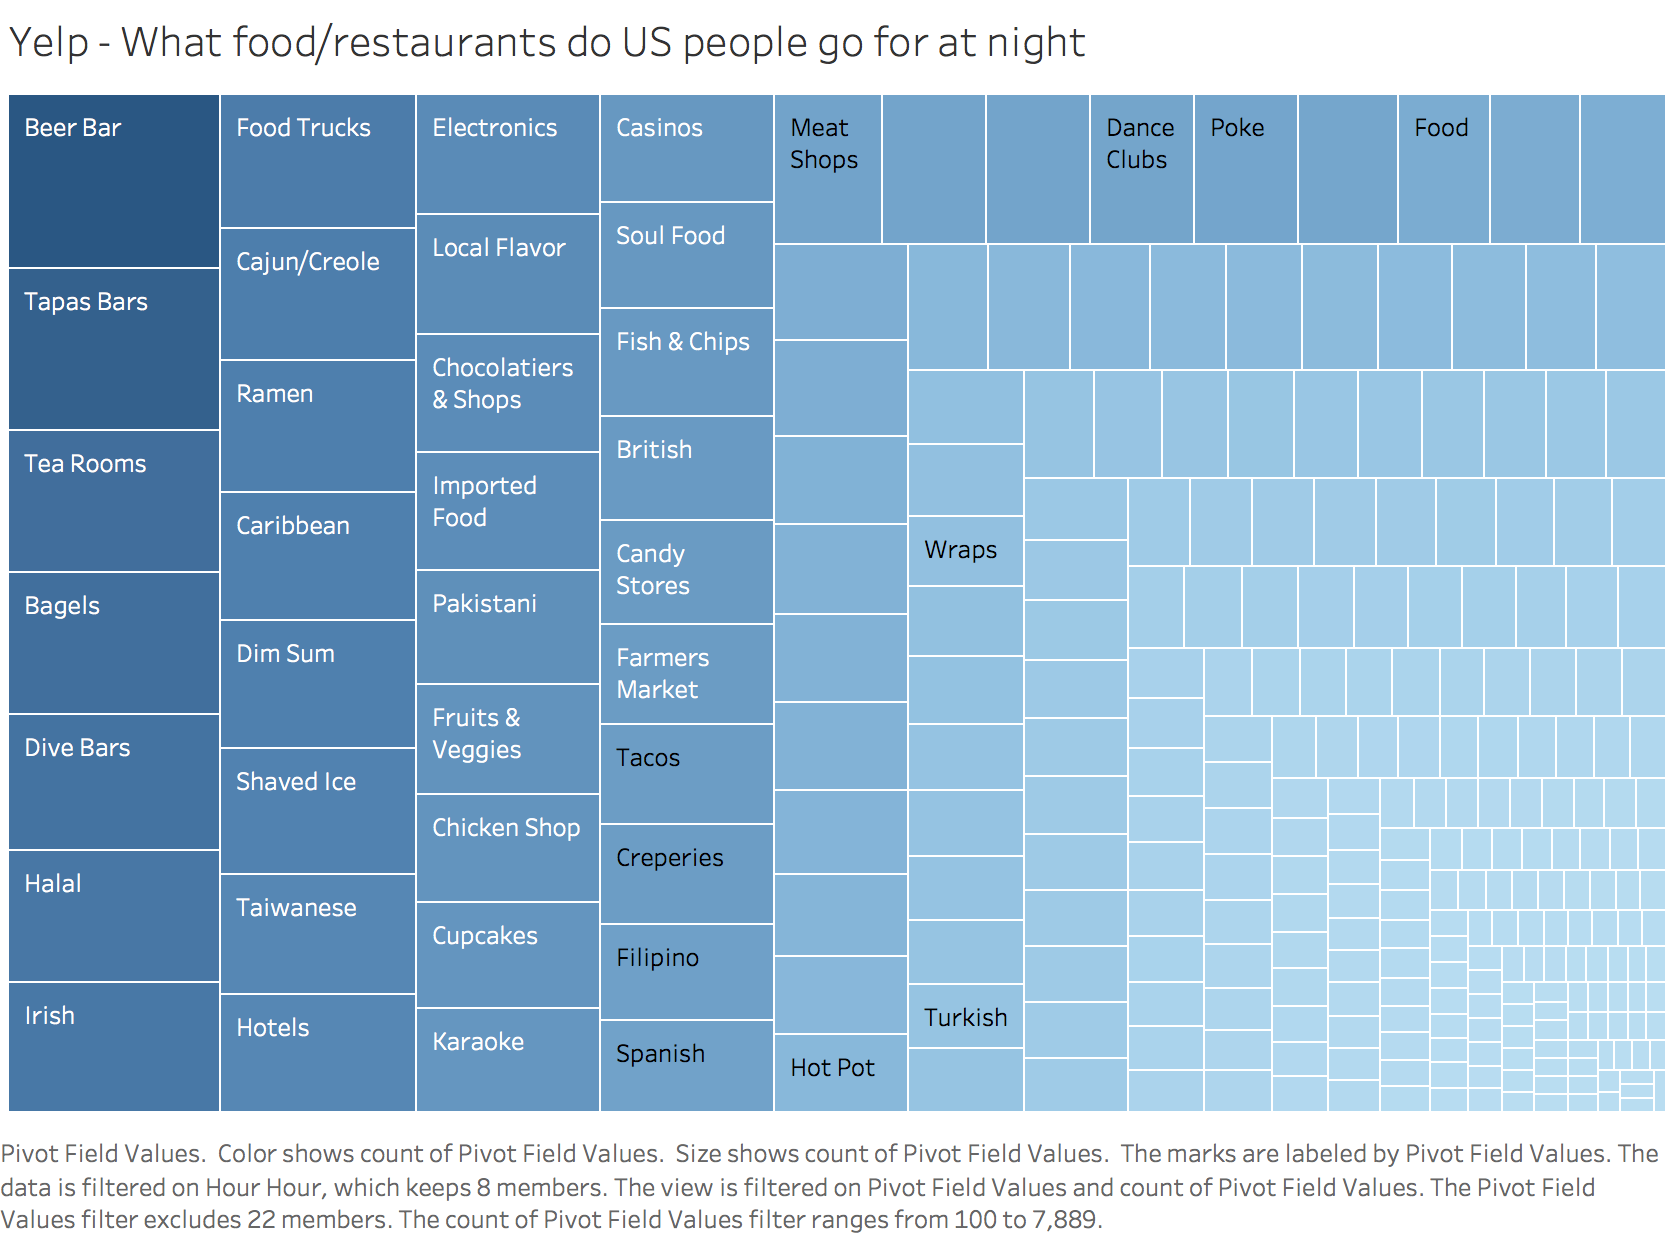 Yelp - What food/restaurants do US people go for at night
Beer Bar
Tapas Bars
Tea Rooms
Bagels
Dive Bars
Halal
Irish
Food Trucks
Cajun/Creole
Ramen
Caribbean
Dim Sum
Shaved Ice
Taiwanese
Hotels
Electronics
Local Flavor
Chocolatiers
& Shops
Imported
Food
Pakistani
Fruits &
Veggies
Chicken Shop
Cupcakes
Karaoke
Casinos
Soul Food
Fish & Chips
British
Candy
Stores
Farmers
Market
Tacos
Creperies
Filipino
Spanish
Meat
Shops
Hot Pot
Dance
Clubs
Poke
Food
Wraps
Turkish
Pivot Field Values.  Color shows count of Pivot Field Values.  Size shows count of Pivot Field Values.  The marks are labeled by Pivot Field Values. The
data is filtered on Hour Hour, which keeps 8 members. The view is filtered on Pivot Field Values and count of Pivot Field Values. The Pivot Field
Values filter excludes 22 members. The count of Pivot Field Values filter ranges from 100 to 7,889.